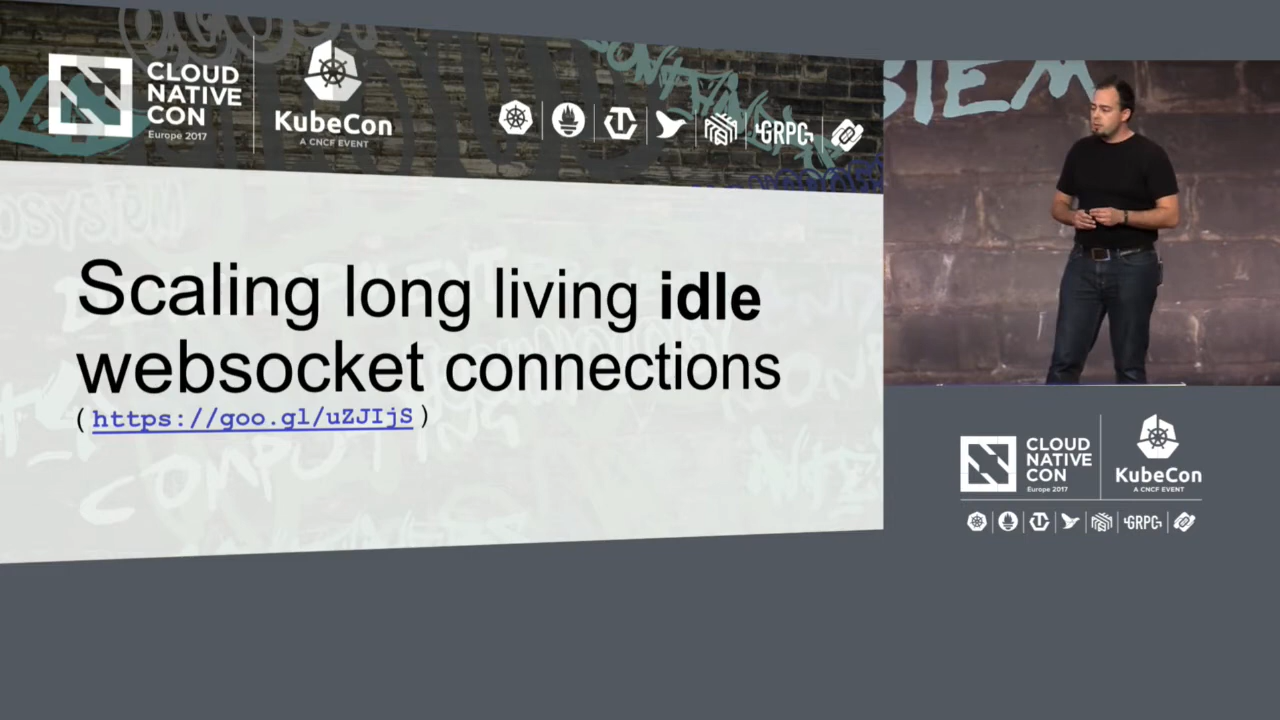 CLOUD
NATIVE
CON
Europe 2017
KubeCon
A CNCF EVENT
GRPC
Scaling long living idle
websocket connections
( https://goo.gl/uZJIjS )
STEM
CLOUD
NATIVE
CON
Europe 2017
KubeCon
A CNCF EVENT
GRPC